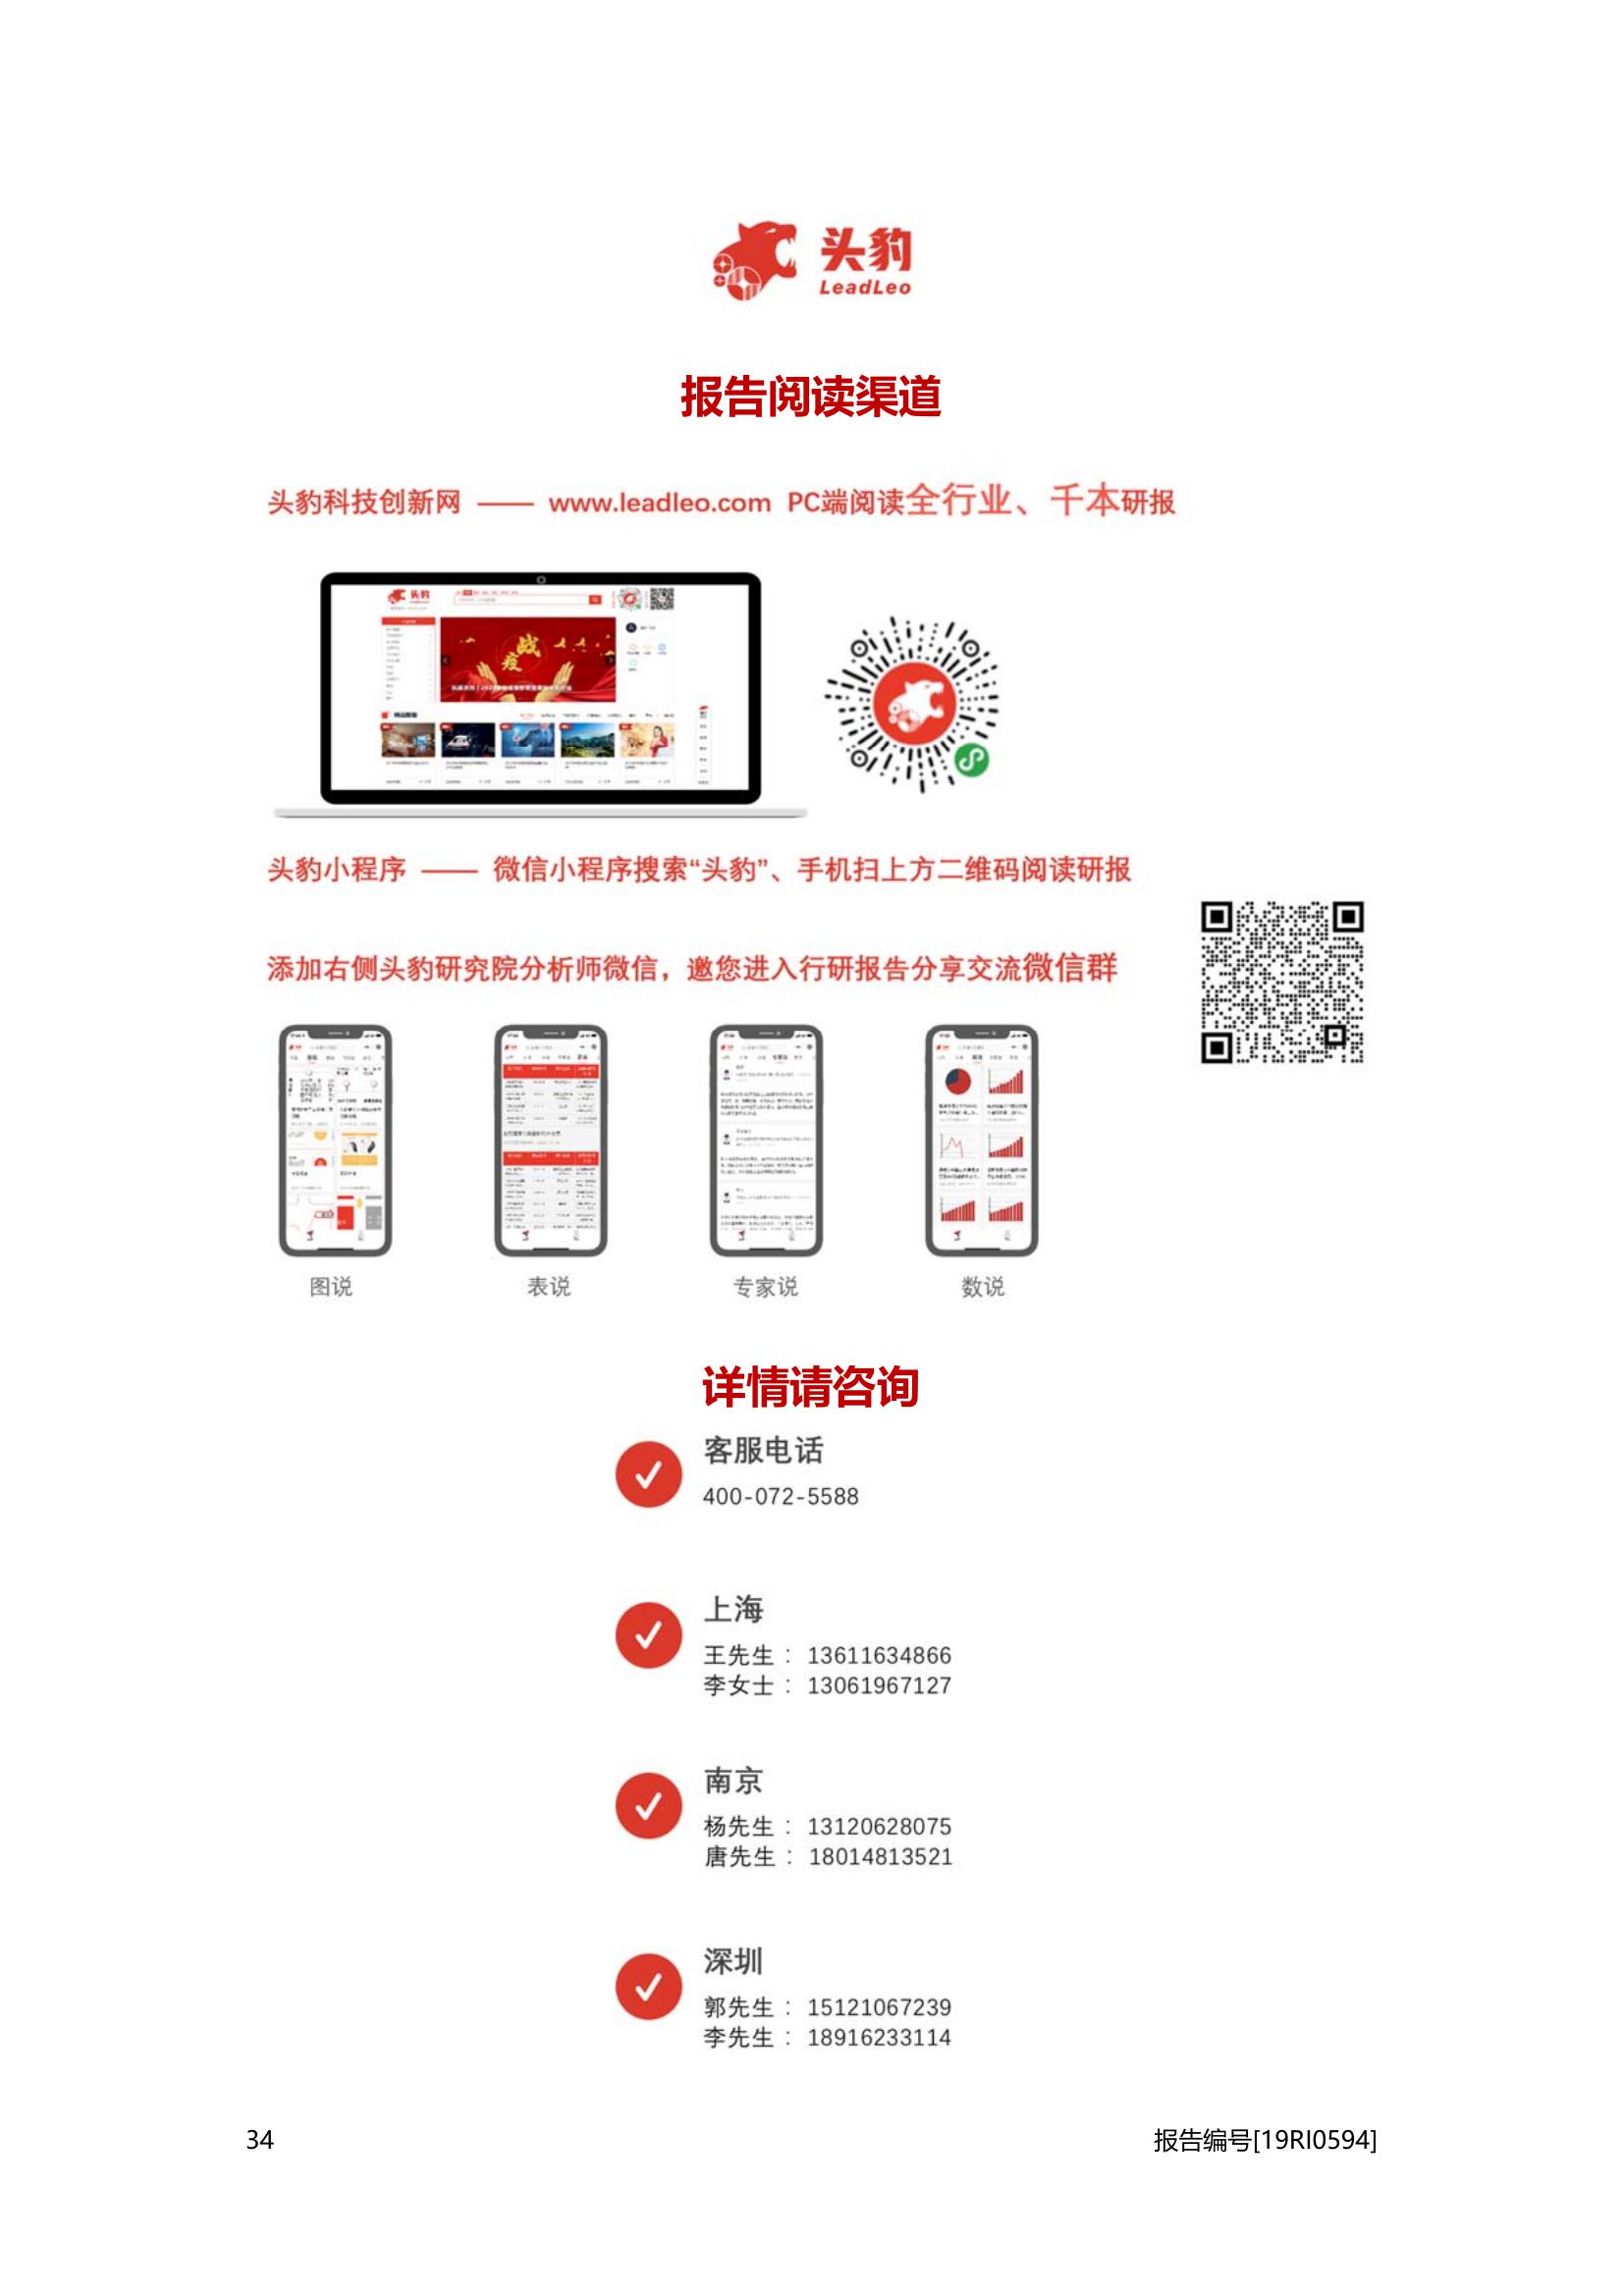 头豹
LeadLeo
报告阅读渠道
头豹科技创新网 —— www.leadleo.com PC端阅读全行业、千本研报
头豹
战
疫
头豹小程序 —— 微信小程序搜索“头豹”、手机扫上方二维码阅读研报
添加右侧头豹研究院分析师微信，邀您进入行研报告分享交流微信群
图说
表说
专家说
数说
详情请咨询
客服电话
400-072-5588
上海
王先生： 13611634866
李女士： 13061967127
南京
杨先生： 13120628075
唐先生： 18014813521
深圳
郭先生： 15121067239
李先生： 18916233114
34
报告编号[19RI0594]